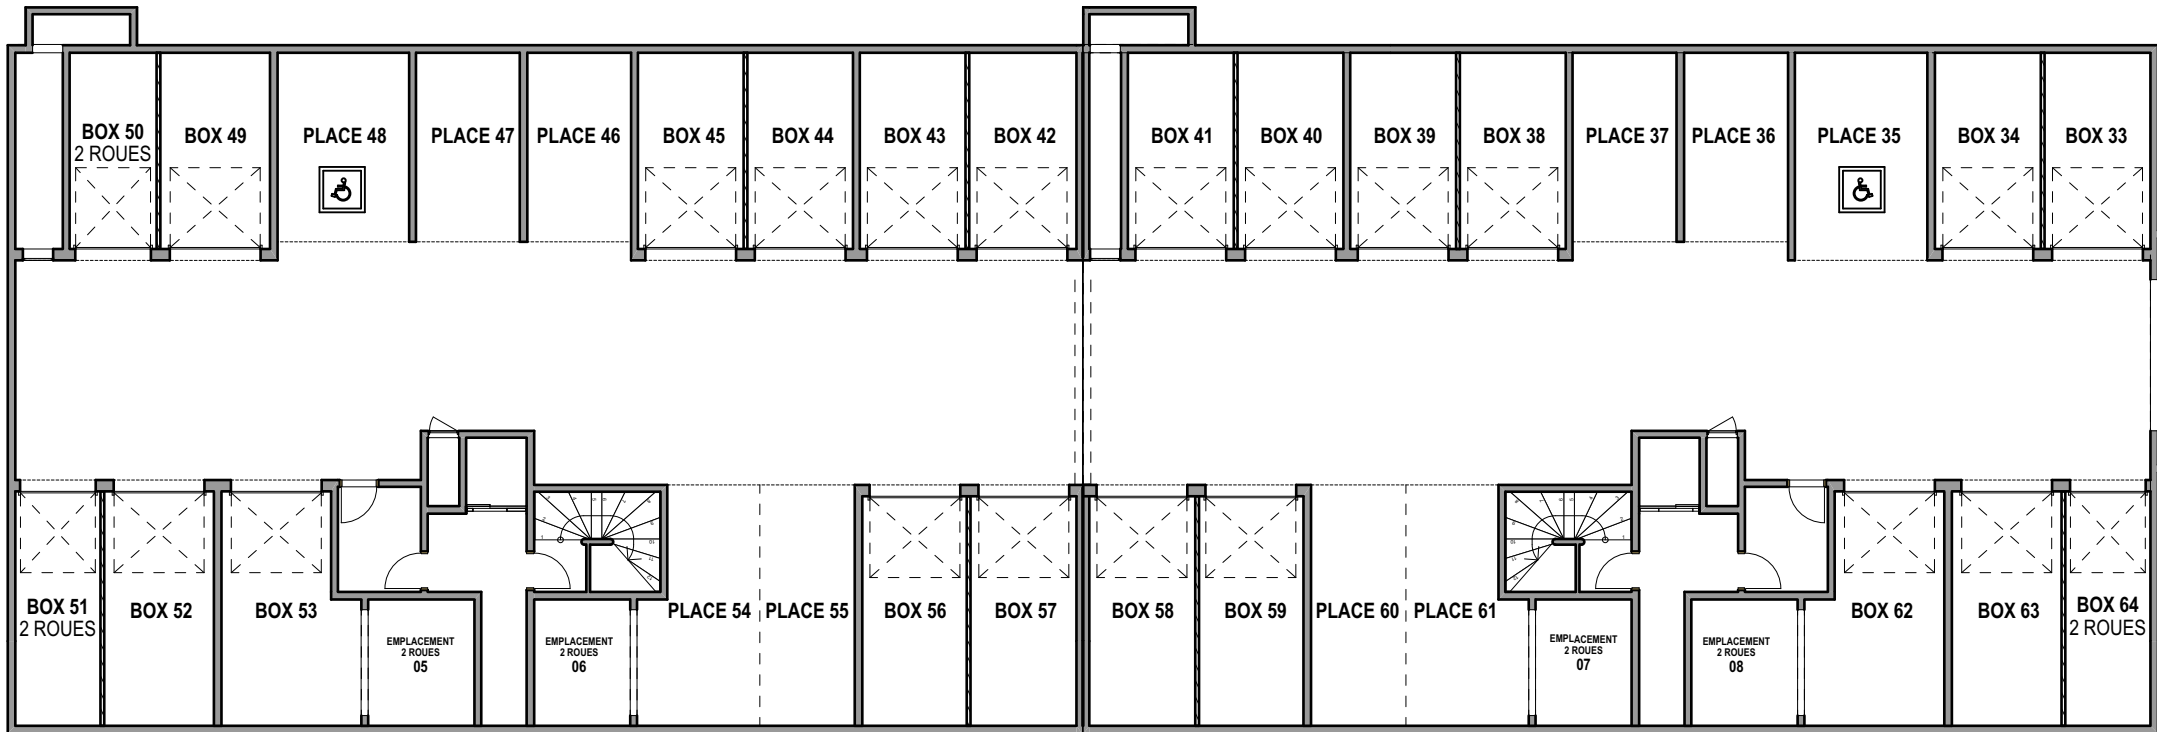 BOX 50
2 ROUES
BOX 49
PLACE 48
PLACE 47
PLACE 46
BOX 45
BOX 44
BOX 43
BOX 42
BOX 41
BOX 40
BOX 39
BOX 38
PLACE 37
PLACE 36
PLACE 35
BOX 34
BOX 33
BOX 51
2 ROUES
BOX 52
BOX 53
EMPLACEMENT
2 ROUES
05
EMPLACEMENT
2 ROUES
06
PLACE 54
PLACE 55
BOX 56
BOX 57
BOX 58
BOX 59
PLACE 60
PLACE 61
EMPLACEMENT
2 ROUES
07
EMPLACEMENT
2 ROUES
08
BOX 62
BOX 63
BOX 64
2 ROUES